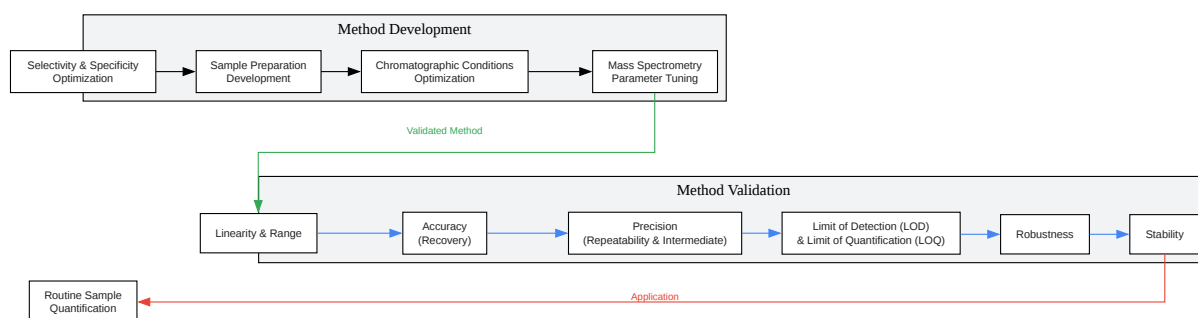 Method Development
Selectivity & Specificity
Optimization
Sample Preparation
Development
Chromatographic Conditions
Optimization
Mass Spectrometry
Parameter Tuning
Validated Method
Method Validation
Linearity & Range
Accuracy
(Recovery)
Precision
(Repeatability & Intermediate)
Limit of Detection (LOD)
& Limit of Quantification (LOQ)
Robustness
Stability
Application
Routine Sample
Quantification